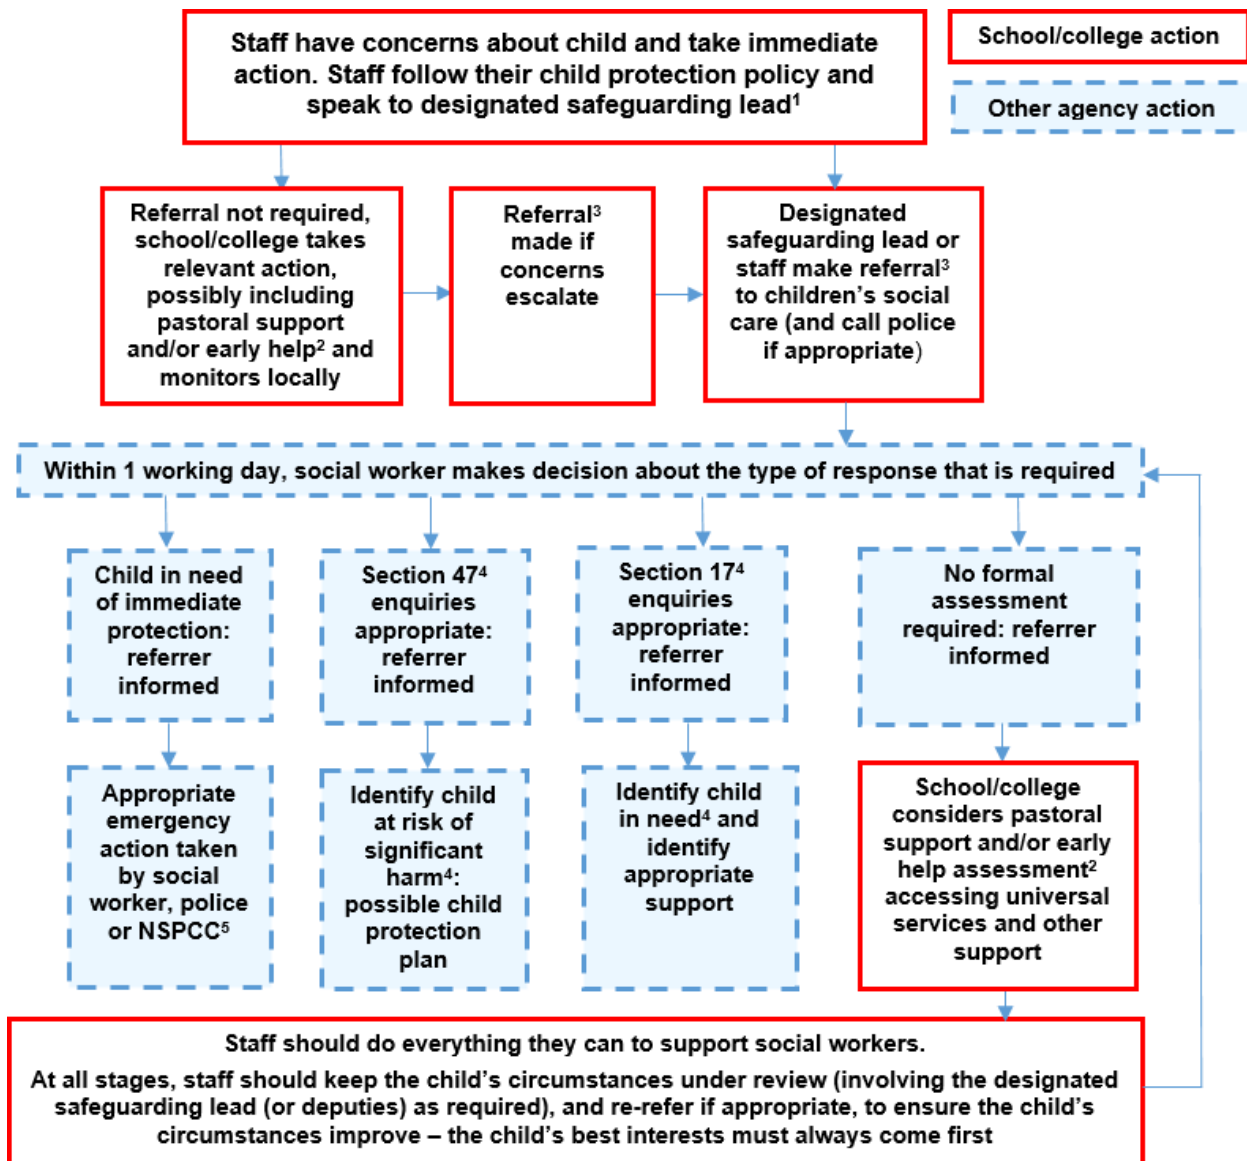 Staff have concerns about child and take immediate
action. Staff follow their child protection policy and
speak to designated safeguarding lead¹
School/college action
Other agency action
Referral not required,
school/college takes
relevant action,
possibly including
pastoral support
and/or early help² and
monitors locally
Referral³
made if
concerns
escalate
Designated
safeguarding lead or
staff make referral³
to children's social
care (and call police
if appropriate)
Within 1 working day, social worker makes decision about the type of response that is required
Child in need
of immediate
protection:
referrer
informed
Section 47⁴
enquiries
appropriate:
referrer
informed
Section 17⁴
enquiries
appropriate:
referrer
informed
No formal
assessment
required: referrer
informed
Appropriate
emergency
action taken
by social
worker, police
or NSPCC⁵
Identify child
at risk of
significant
harm⁴:
possible child
protection
plan
Identify child
in need⁴ and
identify
appropriate
support
School/college
considers pastoral
support and/or early
help assessment²
accessing universal
services and other
support
Staff should do everything they can to support social workers.
At all stages, staff should keep the child's circumstances under review (involving the designated
safeguarding lead (or deputies) as required), and re-refer if appropriate, to ensure the child's
circumstances improve – the child's best interests must always come first